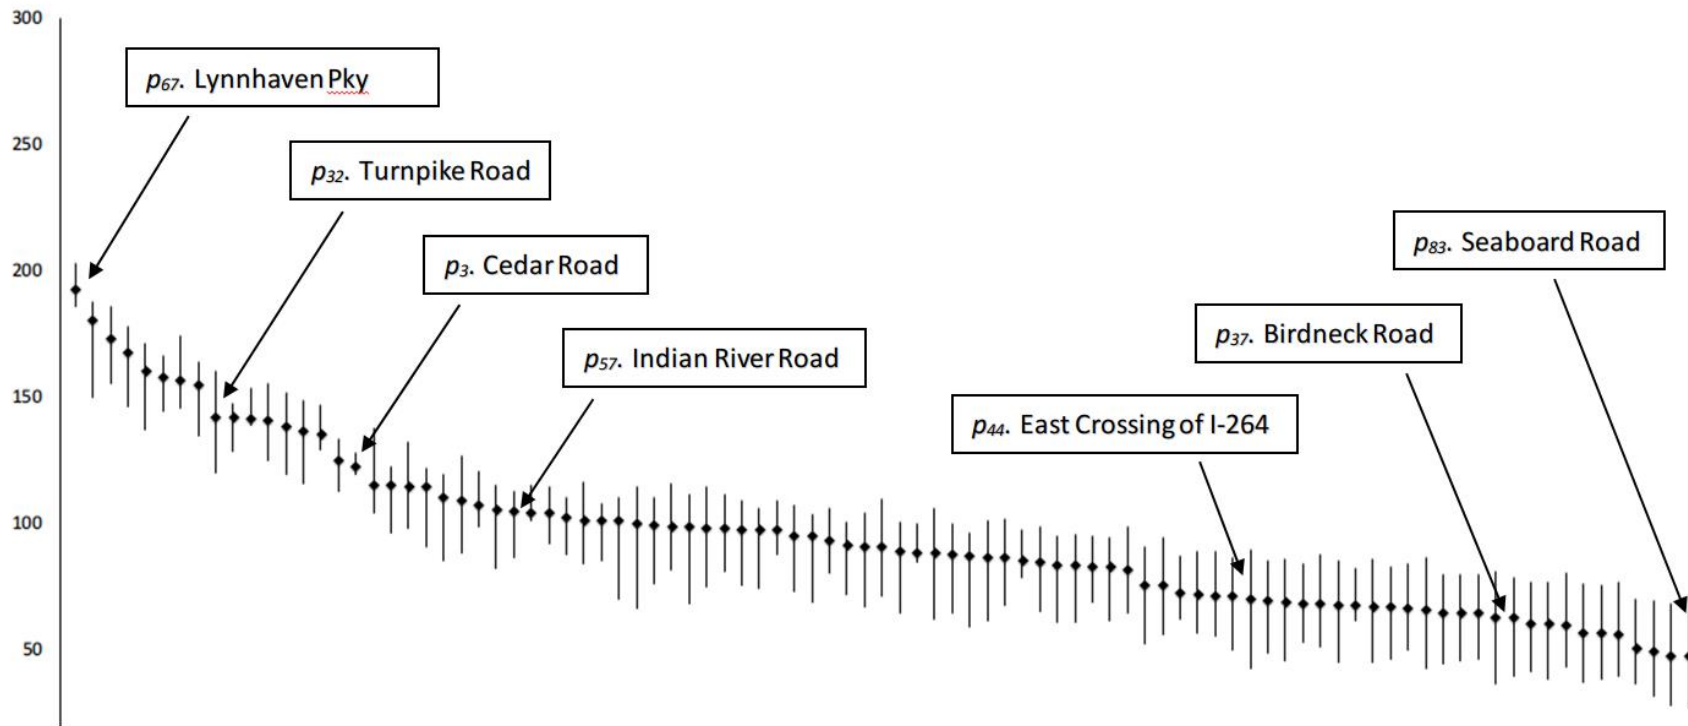 300
p67. Lynnhaven Pky
250
p32. Turnpike Road
p83. Seaboard Road
200
p3. Cedar Road
p37. Birdneck Road
p57. Indian River Road
150
p44. East Crossing of I-264
100
50